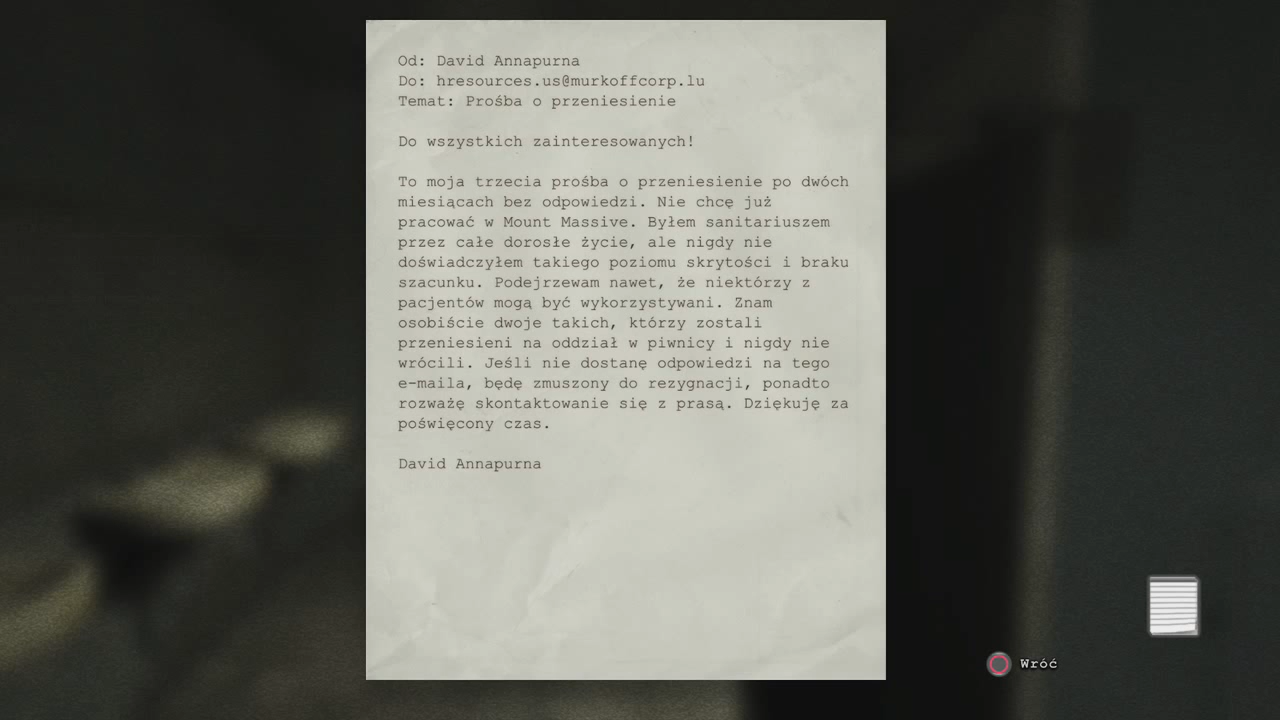 Od: David Annapurna
Do: hresources.us@murkoffcorp.lu
Temat: Prośba o przeniesienie
Do wszystkich zainteresowanych!
To moja trzecia prośba o przeniesienie po dwóch
miesiącach bez odpowiedzi. Nie chcę już
pracować w Mount Massive. Byłem sanitariuszem
przez całe dorosłe życie, ale nigdy nie
doświadczyłem takiego poziomu skrytości i braku
szacunku. Podejrzewam nawet, że niektórzy z
pacjentów mogą być wykorzystywani. Znam
osobiście dwoje takich, którzy zostali
przeniesieni na oddział w piwnicy i nigdy nie
wrócili. Jeśli nie dostanę odpowiedzi na tego
e-maila, będę zmuszony do rezygnacji, ponadto
rozważę skontaktowanie się z prasą. Dziękuję za
poświęcony czas.
David Annapurna
Wróć